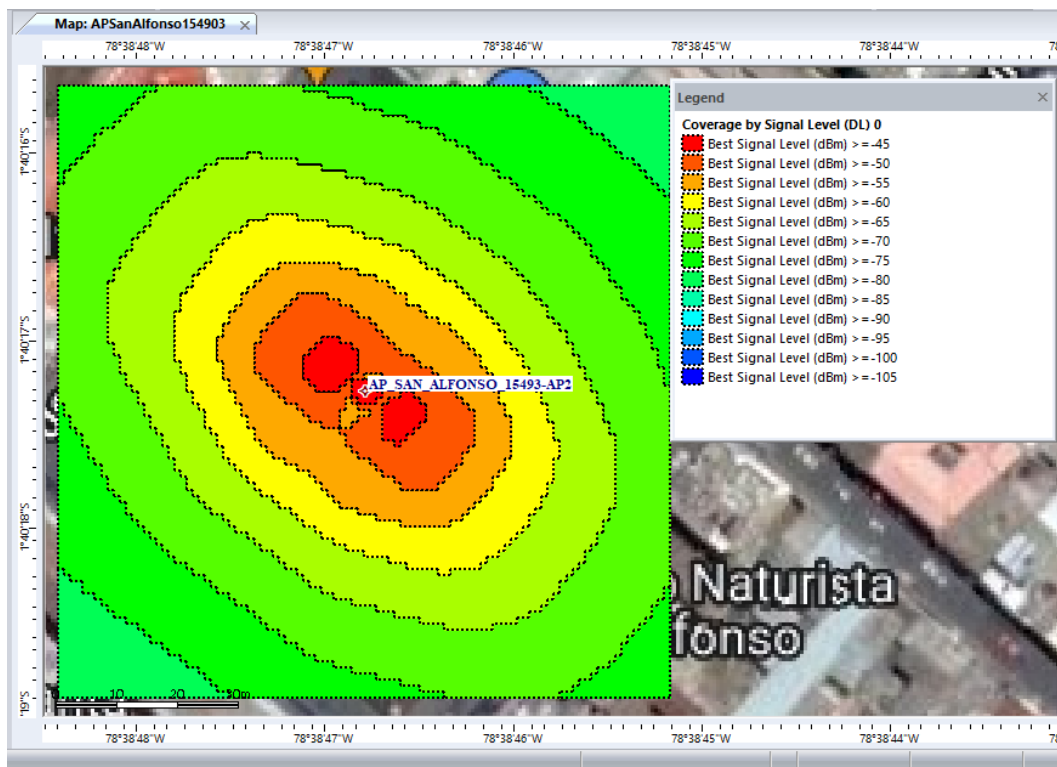 Map: APSanAlfonso154903
78°38'48"W 78°38'47"W 78°38'46"W 78°38'45"W 78°38'44"W
Legend
Coverage by Signal Level (DL) 0
Best Signal Level (dBm) >=-45
Best Signal Level (dBm) >=-50
Best Signal Level (dBm) >=-55
Best Signal Level (dBm) >=-60
Best Signal Level (dBm) >=-65
Best Signal Level (dBm) >=-70
Best Signal Level (dBm) >=-75
Best Signal Level (dBm) >=-80
Best Signal Level (dBm) >=-85
Best Signal Level (dBm) >=-90
Best Signal Level (dBm) >=-95
Best Signal Level (dBm) >=-100
Best Signal Level (dBm) >=-105
1°40'16"S
1°40'17"S
1°40'18"S
AP_SAN_ALFONSO_15493-AP2
Naturista
fonso
10 20 30m
78°38'48"W 78°38'47"W 78°38'46"W 78°38'45"W 78°38'44"W